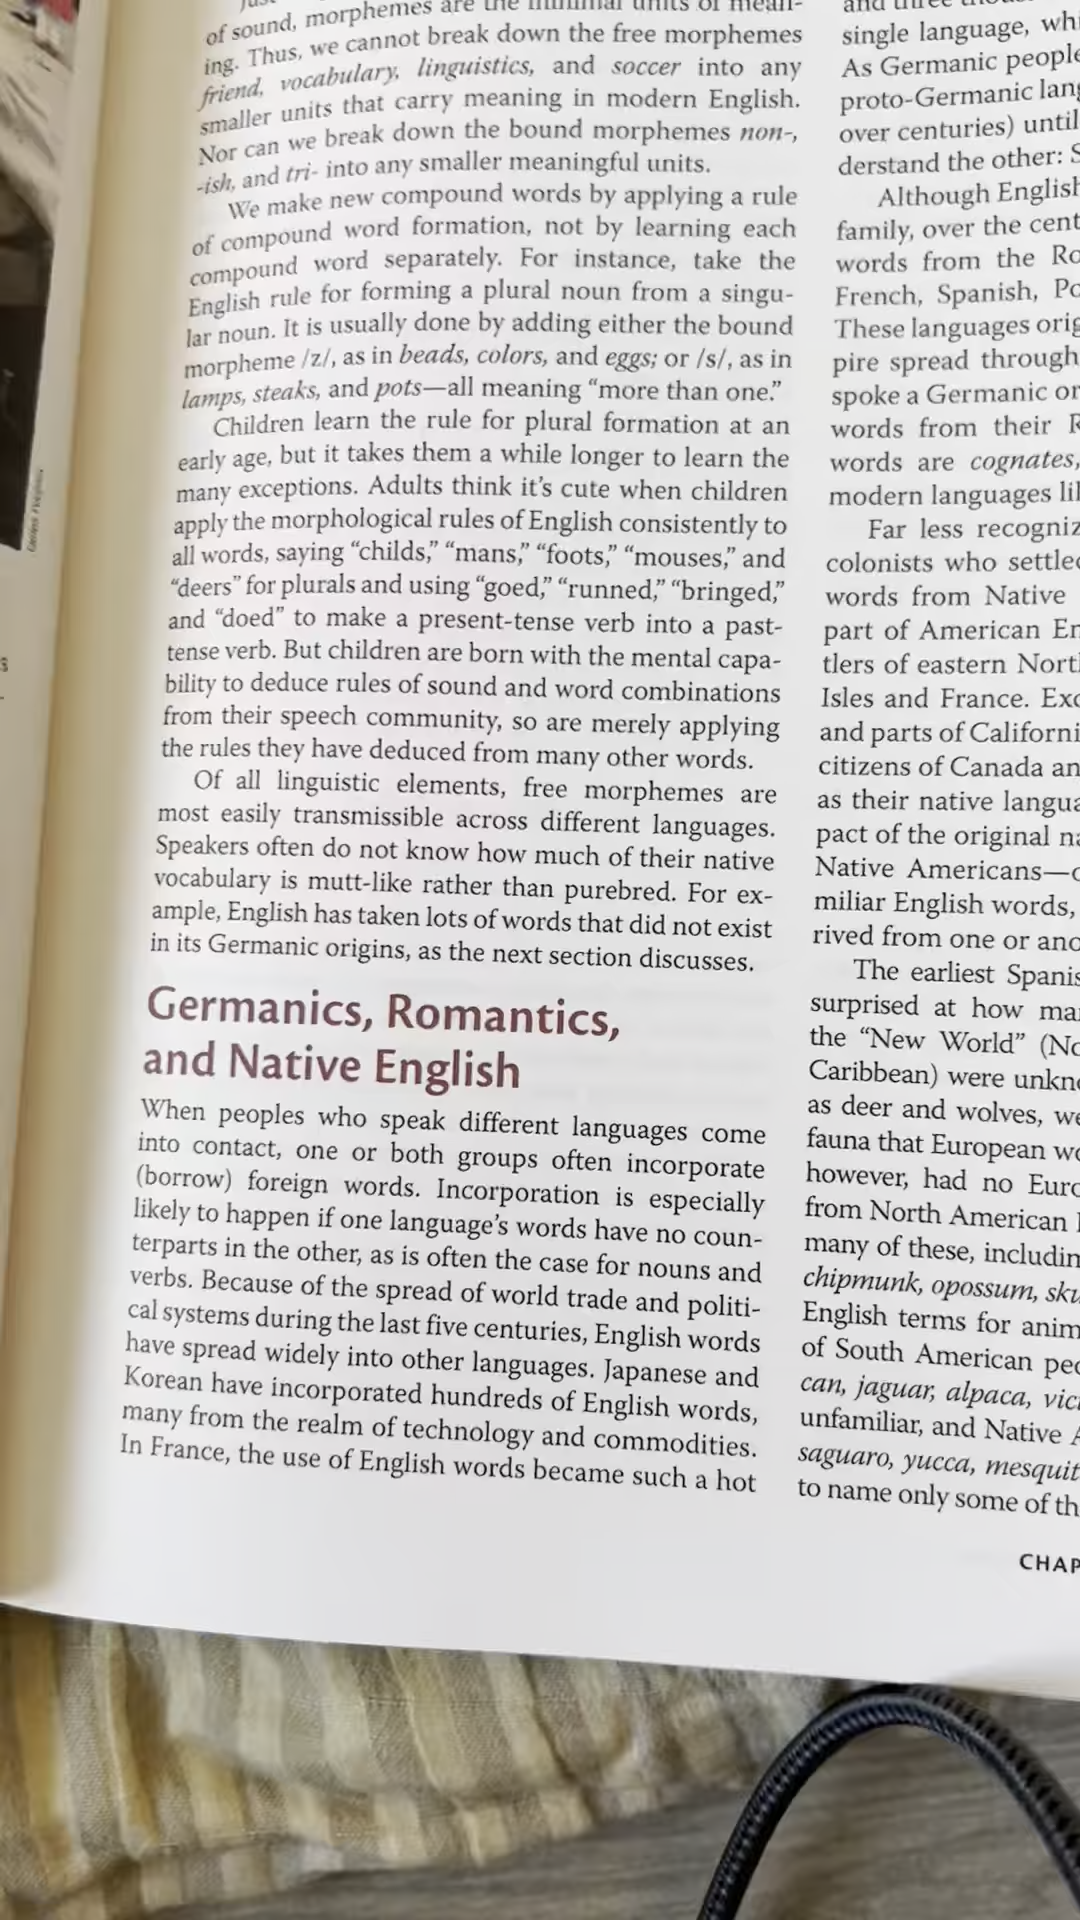 of sound, morphemes are the minimal units of mean-
ing. Thus, we cannot break down the free morphemes
friend, vocabulary, linguistics, and soccer into any
smaller units that carry meaning in modern English.
Nor can we break down the bound morphemes non-,
-ish, and tri- into any smaller meaningful units.
We make new compound words by applying a rule
of compound word formation, not by learning each
compound word separately. For instance, take the
English rule for forming a plural noun from a singu-
lar noun. It is usually done by adding either the bound
morpheme /z/, as in beads, colors, and eggs; or /s/, as in
lamps, steaks, and pots—all meaning “more than one.”
Children learn the rule for plural formation at an
early age, but it takes them a while longer to learn the
many exceptions. Adults think it’s cute when children
apply the morphological rules of English consistently to
all words, saying “childs,” “mans,” “foots,” “mouses,” and
“deers” for plurals and using “goed,” “runned,” “bringed,”
and “doed” to make a present-tense verb into a past-
tense verb. But children are born with the mental capa-
bility to deduce rules of sound and word combinations
from their speech community, so are merely applying
the rules they have deduced from many other words.
Of all linguistic elements, free morphemes are
most easily transmissible across different languages.
Speakers often do not know how much of their native
vocabulary is mutt-like rather than purebred. For ex-
ample, English has taken lots of words that did not exist
in its Germanic origins, as the next section discusses.
Germanics, Romantics,
and Native English
When peoples who speak different languages come
into contact, one or both groups often incorporate
(borrow) foreign words. Incorporation is especially
likely to happen if one language’s words have no coun-
terparts in the other, as is often the case for nouns and
verbs. Because of the spread of world trade and politi-
cal systems during the last five centuries, English words
have spread widely into other languages. Japanese and
Korean have incorporated hundreds of English words,
many from the realm of technology and commodities.
In France, the use of English words became such a hot
single language, wh
As Germanic people
proto-Germanic lang
over centuries) until
derstand the other: S
Although English
family, over the cent
words from the Ro
French, Spanish, Po
These languages orig
pire spread through
spoke a Germanic or
words from their R
words are cognates,
modern languages lik
Far less recogniz
colonists who settled
words from Native
part of American En
tlers of eastern North
Isles and France. Exc
and parts of Californi
citizens of Canada an
as their native langua
pact of the original na
Native Americans—o
miliar English words,
rived from one or ano
The earliest Spanis
surprised at how ma
the “New World” (No
Caribbean) were unkno
as deer and wolves, we
fauna that European wo
however, had no Euro
from North American
many of these, includin
chipmunk, opossum, sku
English terms for anim
of South American peo
can, jaguar, alpaca, vic
unfamiliar, and Native A
saguaro, yucca, mesquit
to name only some of th
CHAP